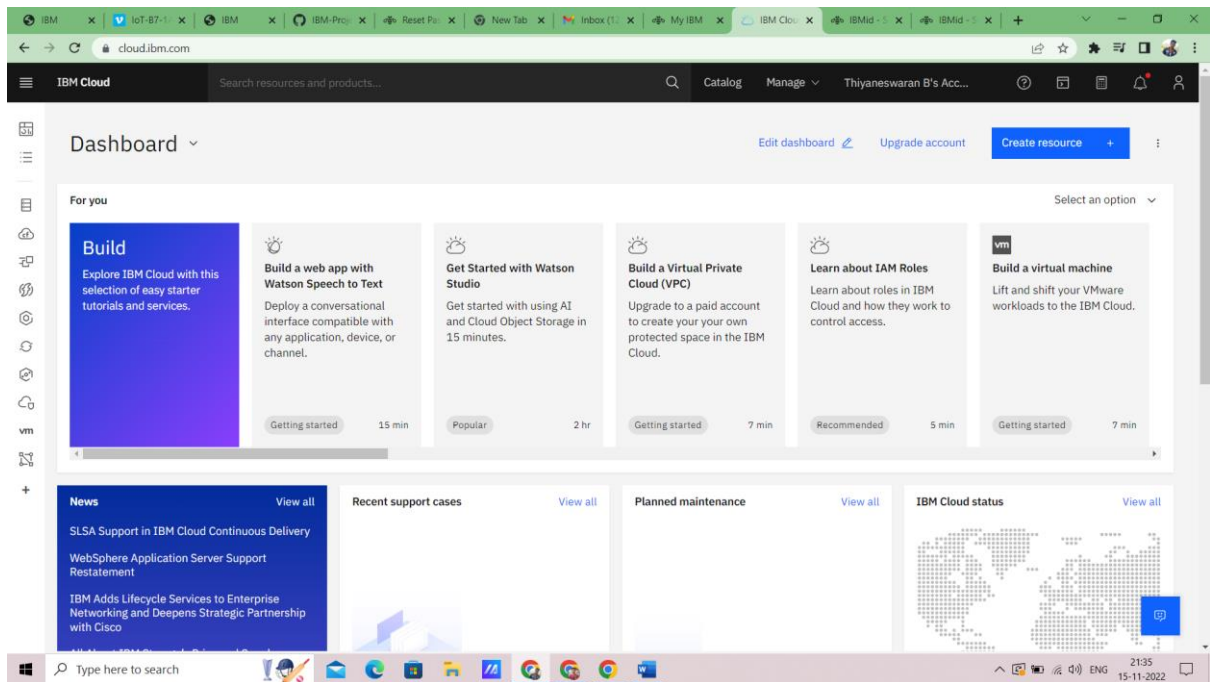 IBM
IoT-B7-1
IBM
IBM-Proj
Reset Pas
New Tab
Inbox (12
My IBM
IBM Clou
IBMid - S
IBMid - S
cloud.ibm.com
IBM Cloud
Search resources and products...
Catalog
Manage
Thiyaneswaran B's Acc...
Dashboard
Edit dashboard
Upgrade account
Create resource +
For you
Select an option
Build
Explore IBM Cloud with this
selection of easy starter
tutorials and services.
Build a web app with
Watson Speech to Text
Deploy a conversational
interface compatible with
any application, device, or
channel.
Getting started
15 min
Get Started with Watson
Studio
Get started with using AI
and Cloud Object Storage in
15 minutes.
Popular
2 hr
Build a Virtual Private
Cloud (VPC)
Upgrade to a paid account
to create your your own
protected space in the IBM
Cloud.
Getting started
7 min
Learn about IAM Roles
Learn about roles in IBM
Cloud and how they work to
control access.
Recommended
5 min
vm
Build a virtual machine
Lift and shift your VMware
workloads to the IBM Cloud.
Getting started
7 min
vm
News
View all
SLSA Support in IBM Cloud Continuous Delivery
WebSphere Application Server Support
Restatement
IBM Adds Lifecycle Services to Enterprise
Networking and Deepens Strategic Partnership
with Cisco
Recent support cases
View all
Planned maintenance
View all
IBM Cloud status
View all
Type here to search
ENG
21:35
15-11-2022